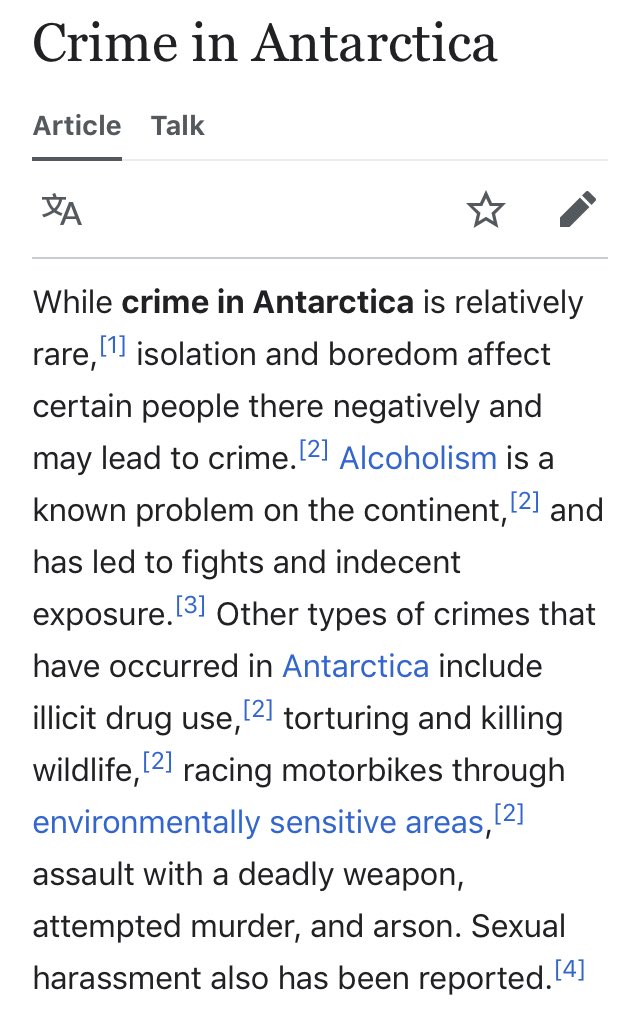 Crime in Antarctica
Article Talk
文A
While crime in Antarctica is relatively
rare,[1] isolation and boredom affect
certain people there negatively and
may lead to crime.[2] Alcoholism is a
known problem on the continent,[2] and
has led to fights and indecent
exposure.[3] Other types of crimes that
have occurred in Antarctica include
illicit drug use,[2] torturing and killing
wildlife,[2] racing motorbikes through
environmentally sensitive areas,[2]
assault with a deadly weapon,
attempted murder, and arson. Sexual
harassment also has been reported.[4]